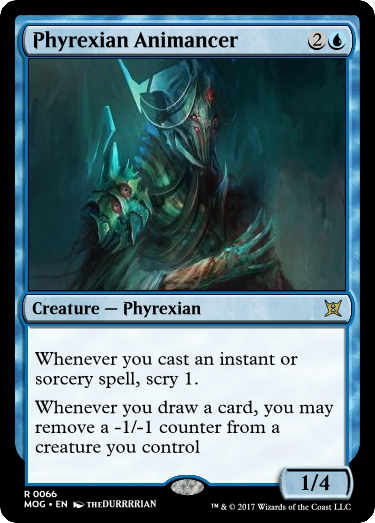 Phyrexian Animancer 2
Creature — Phyrexian
Whenever you cast an instant or
sorcery spell, scry 1.
Whenever you draw a card, you may
remove a -1/-1 counter from a
creature you control
1/4
R 0066
MOG • EN THEDURRRRIAN
™ & © 2017 Wizards of the Coast LLC